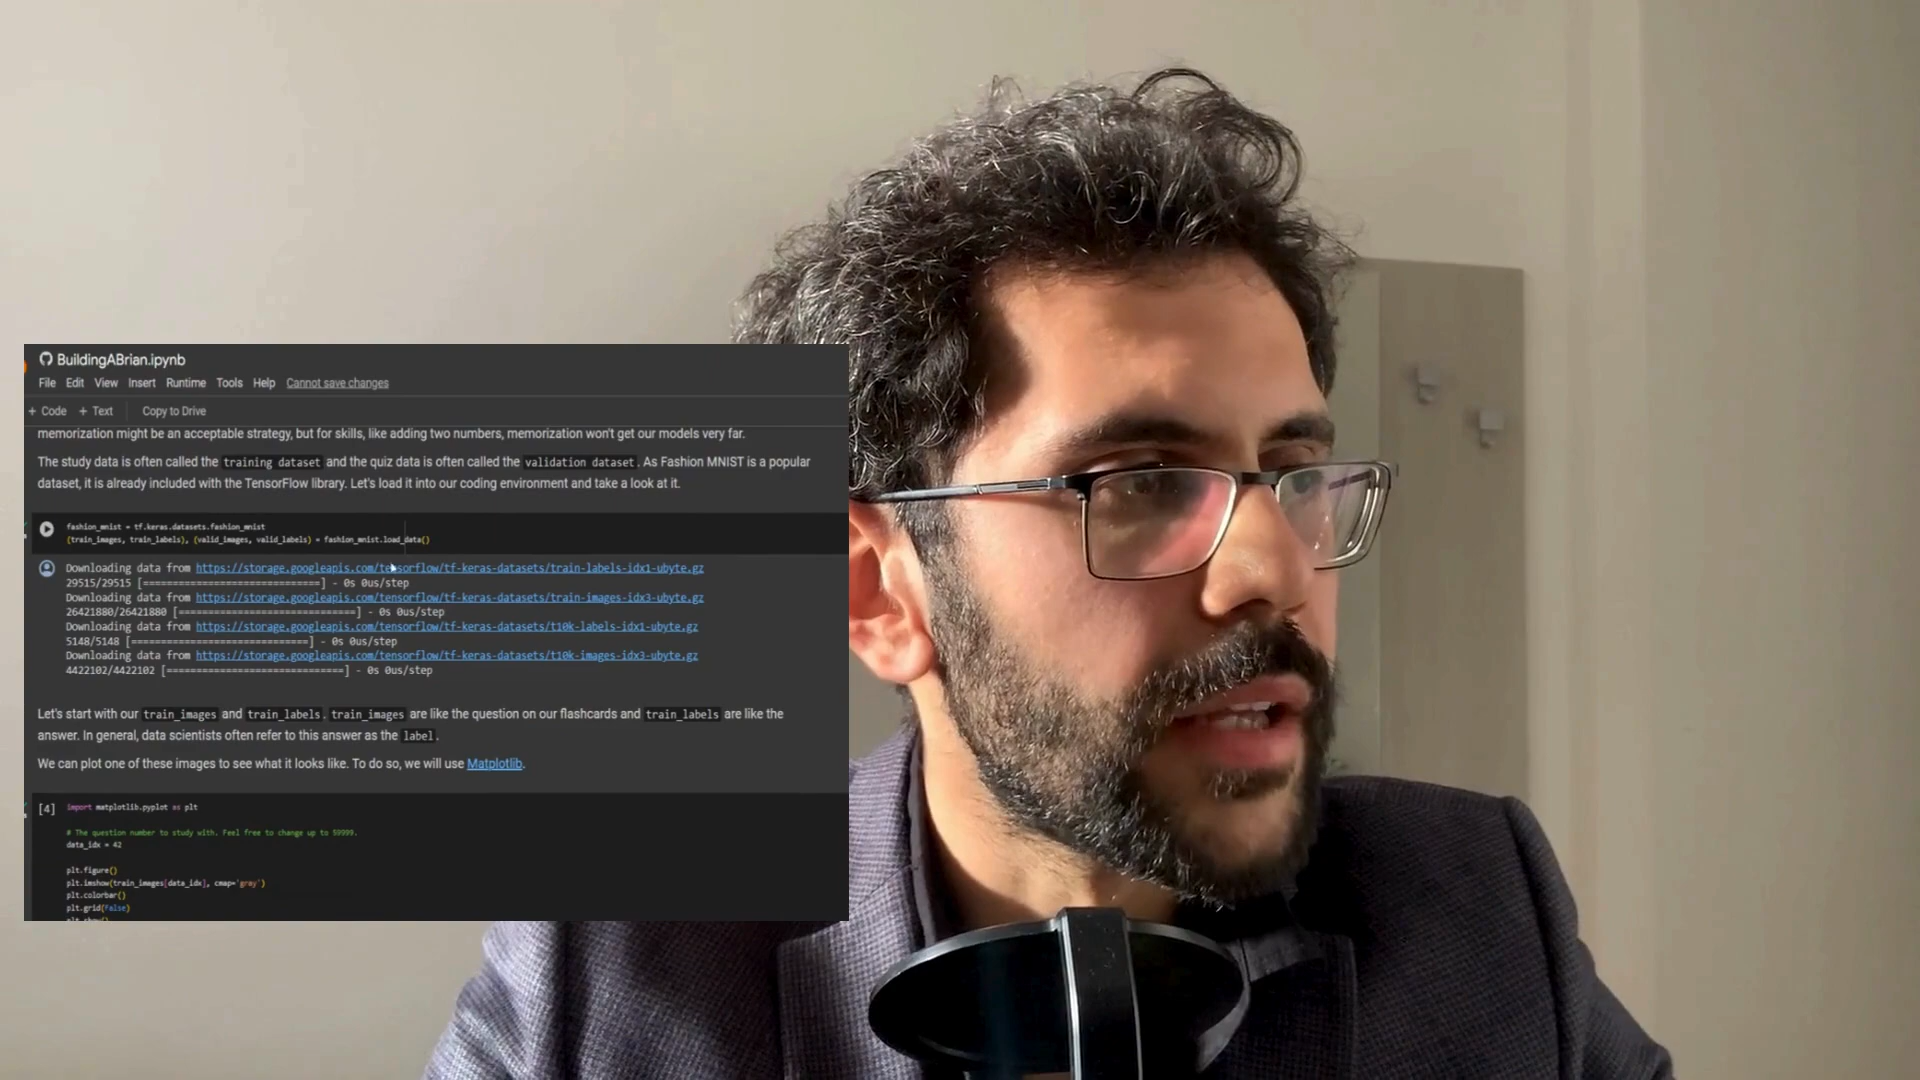 BuildingABrian.ipynb
File Edit View Insert Runtime Tools Help Cannot save changes
+ Code + Text Copy to Drive
memorization might be an acceptable strategy, but for skills, like adding two numbers, memorization won't get our models very far.
The study data is often called the training dataset and the quiz data is often called the validation dataset. As Fashion MNIST is a popular
dataset, it is already included with the TensorFlow library. Let's load it into our coding environment and take a look at it.
fashion_mnist = tf.keras.datasets.fashion_mnist
(train_images, train_labels), (valid_images, valid_labels) = fashion_mnist.load_data()
Downloading data from https://storage.googleapis.com/tensorflow/tf-keras-datasets/train-labels-idx1-ubyte.gz
29515/29515 [==============================] - 0s 0us/step
Downloading data from https://storage.googleapis.com/tensorflow/tf-keras-datasets/train-images-idx3-ubyte.gz
26421880/26421880 [==============================] - 0s 0us/step
Downloading data from https://storage.googleapis.com/tensorflow/tf-keras-datasets/t10k-labels-idx1-ubyte.gz
5148/5148 [==============================] - 0s 0us/step
Downloading data from https://storage.googleapis.com/tensorflow/tf-keras-datasets/t10k-images-idx3-ubyte.gz
4422102/4422102 [==============================] - 0s 0us/step
Let's start with our train_images and train_labels. train_images are like the question on our flashcards and train_labels are like the
answer. In general, data scientists often refer to this answer as the label.
We can plot one of these images to see what it looks like. To do so, we will use Matplotlib.
[4] import matplotlib.pyplot as plt
# The question number to study with. Feel free to change up to 59999.
data_idx = 42
plt.figure()
plt.imshow(train_images[data_idx], cmap='gray')
plt.colorbar()
plt.grid(False)
plt.show()